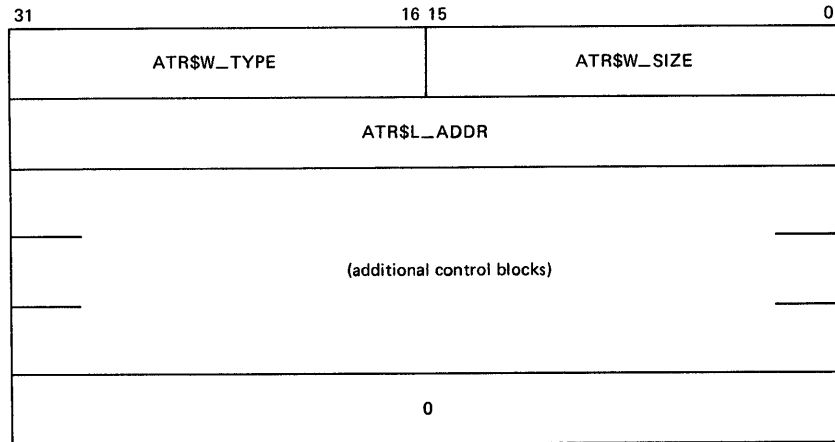 31 16 15 0
ATR$W_TYPE ATR$W_SIZE
ATR$L_ADDR
(additional control blocks)
0